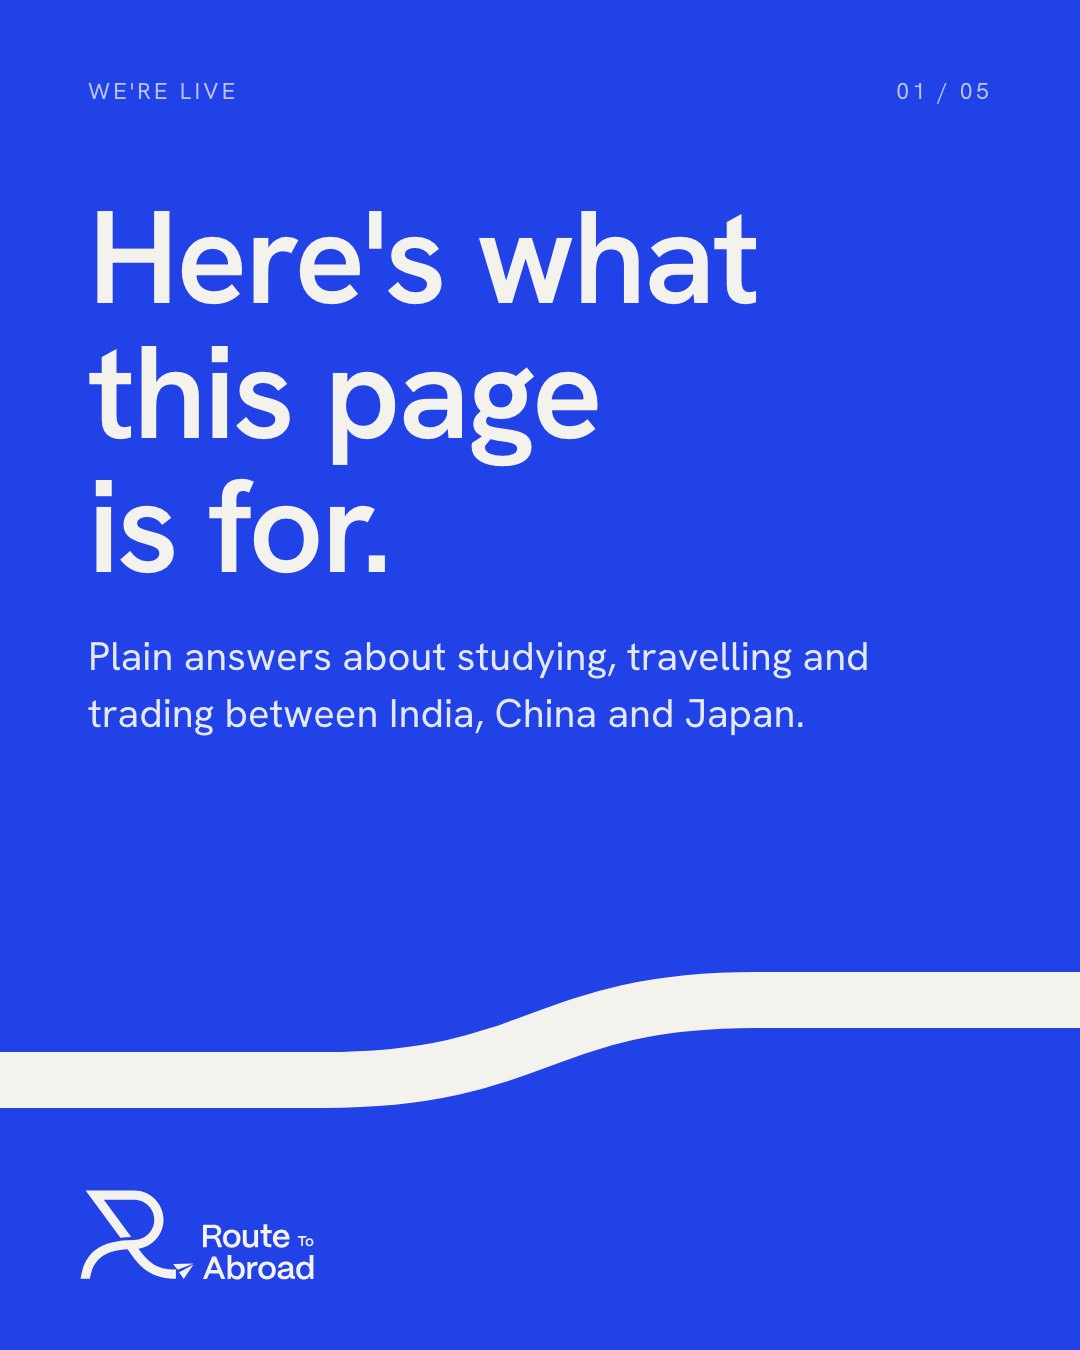 WE'RE LIVE
01 / 05
Here's what
this page
is for.
Plain answers about studying, travelling and
trading between India, China and Japan.
Route To
Abroad